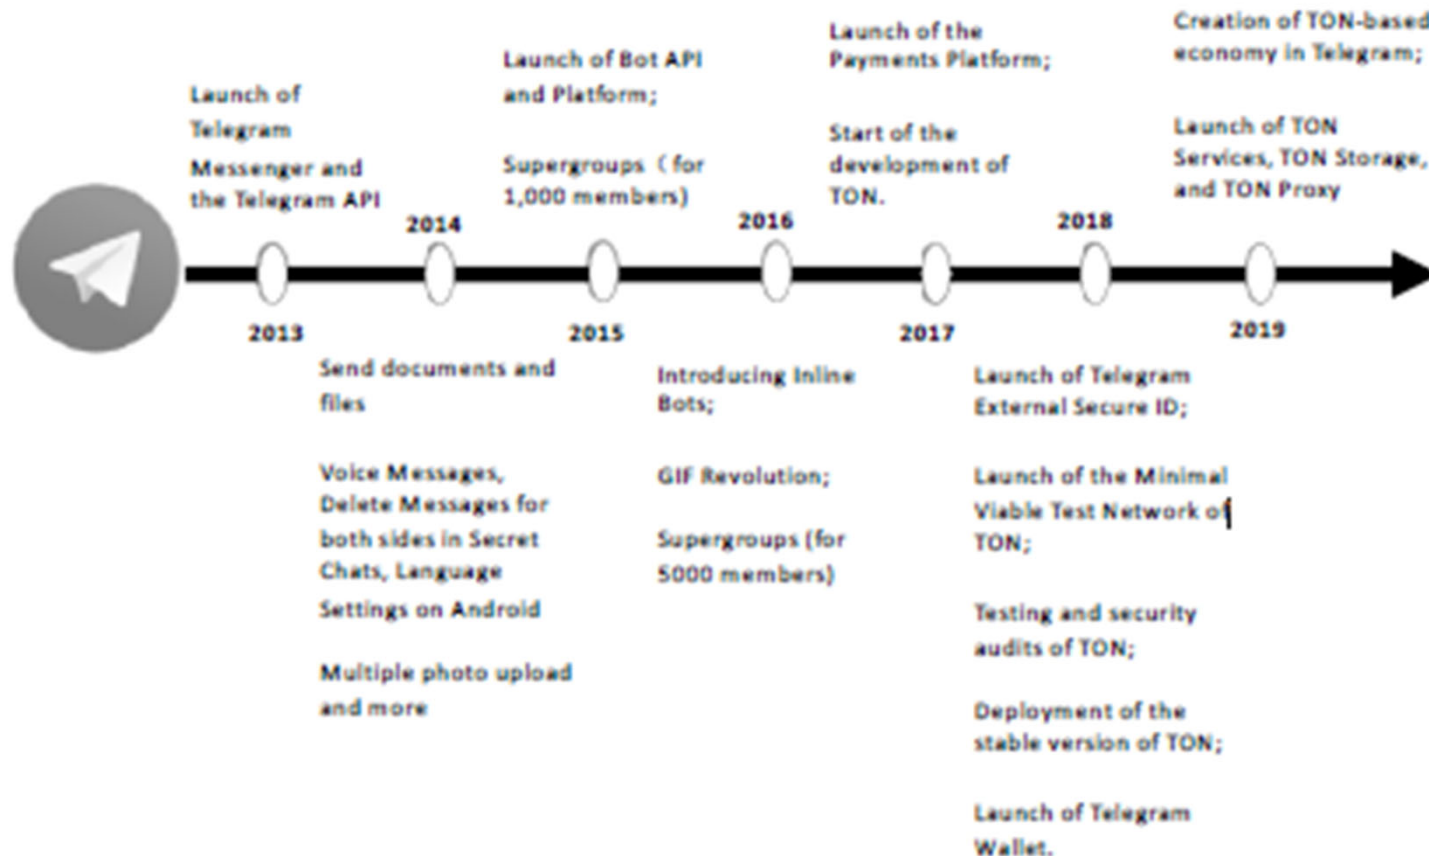 Launch of
Telegram
Messenger and
the Telegram API
2013
2014
Send documents and
files
Voice Messages,
Delete Messages for
both sides in Secret
Chats, Language
Settings on Android
Multiple photo upload
and more
Launch of Bot API
and Platform;
Supergroups ( for
1,000 members)
2015
2016
Introducing Inline
Bots;
GIF Revolution;
Supergroups (for
5000 members)
Launch of the
Payments Platform;
Start of the
development of
TON.
2017
2018
Launch of Telegram
External Secure ID;
Launch of the Minimal
Viable Test Network of
TON;
Testing and security
audits of TON;
Deployment of the
stable version of TON;
Launch of Telegram
Wallet.
Creation of TON-based
economy in Telegram;
Launch of TON
Services, TON Storage,
and TON Proxy
2019